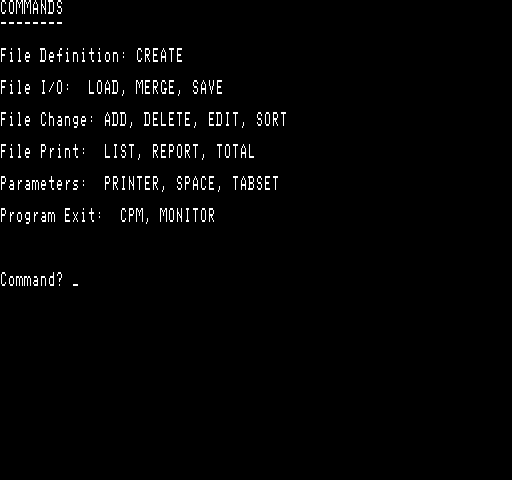 COMMANDS
--------
File Definition: CREATE
File I/O:  LOAD, MERGE, SAVE
File Change: ADD, DELETE, EDIT, SORT
File Print:  LIST, REPORT, TOTAL
Parameters:  PRINTER, SPACE, TABSET
Program Exit:  CPM, MONITOR
Command? _